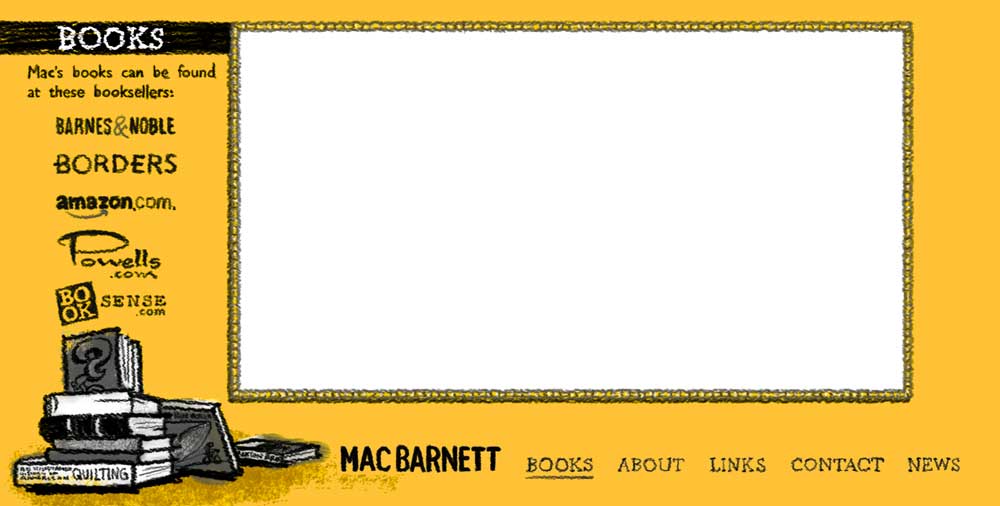 BOOKS
Mac's books can be found
at these booksellers:
BARNES&NOBLE
BORDERS
amazon.com.
Powells
.com
BOOK
SENSE
.com
QUILTING
MAC BARNETT
BOOKS ABOUT LINKS CONTACT NEWS